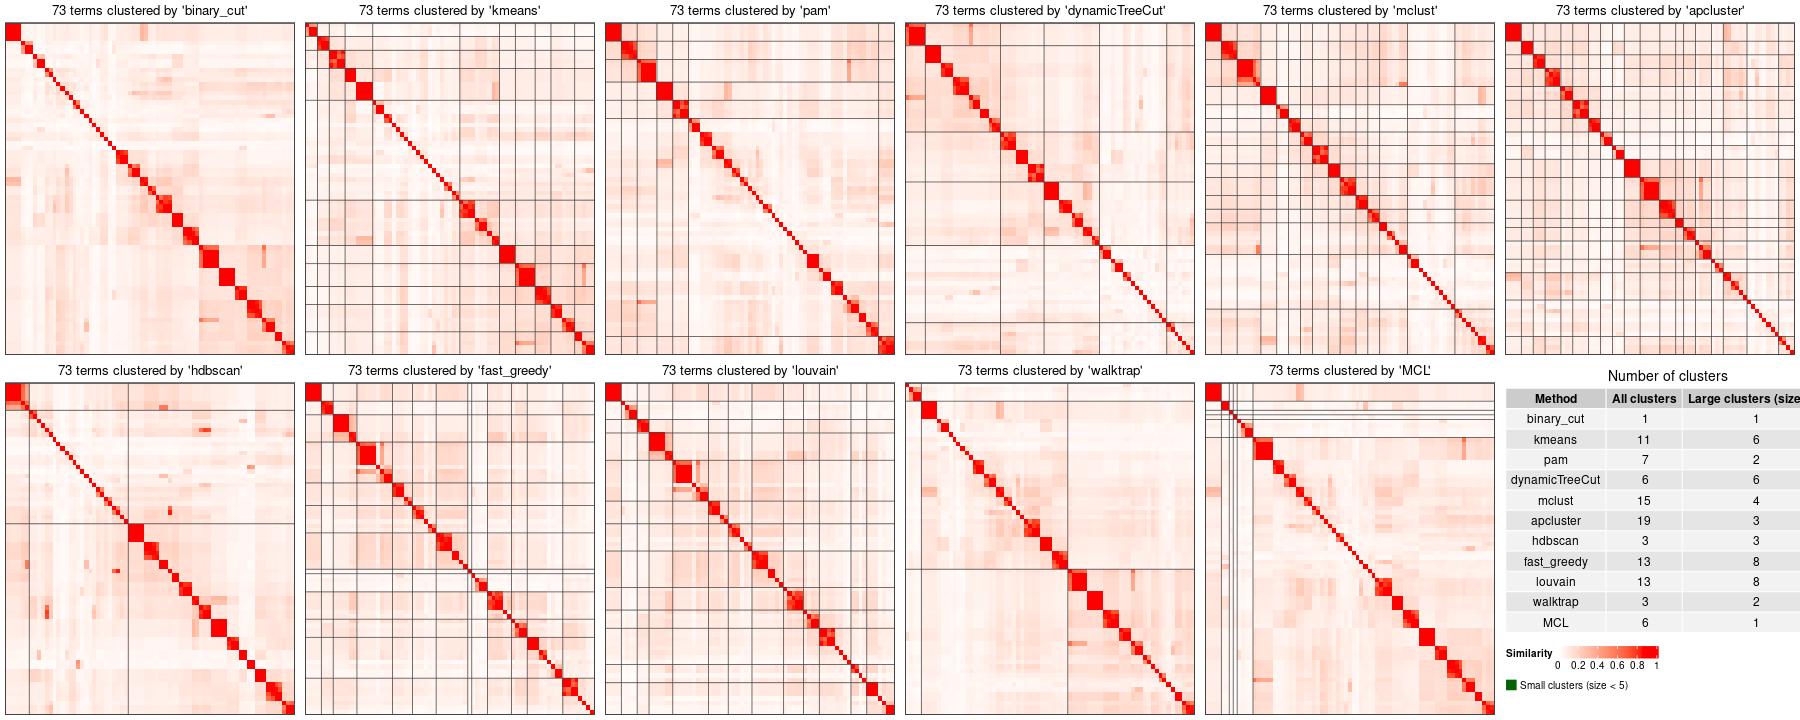 73 terms clustered by 'binary_cut'
73 terms clustered by 'kmeans'
73 terms clustered by 'pam'
73 terms clustered by 'dynamicTreeCut'
73 terms clustered by 'mclust'
73 terms clustered by 'apcluster'
73 terms clustered by 'hdbscan'
73 terms clustered by 'fast_greedy'
73 terms clustered by 'louvain'
73 terms clustered by 'walktrap'
73 terms clustered by 'MCL'
Number of clusters
Method All clusters Large clusters (size
binary_cut 1 1
kmeans 11 6
pam 7 2
dynamicTreeCut 6 6
mclust 15 4
apcluster 19 3
hdbscan 3 3
fast_greedy 13 8
louvain 13 8
walktrap 3 2
MCL 6 1
Similarity
0 0.2 0.4 0.6 0.8 1
Small clusters (size < 5)